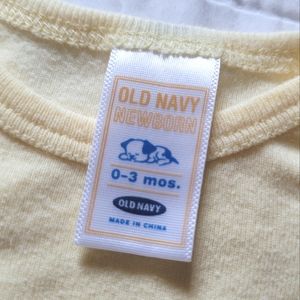 OLD NAVY
NEWBORN
0-3 mos.
OLD NAVY
MADE IN CHINA